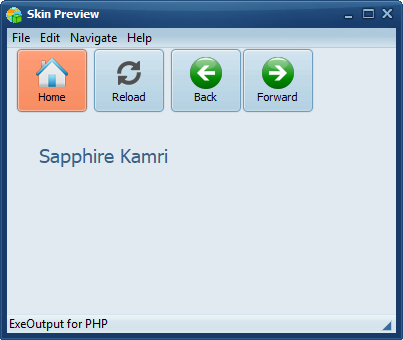 Skin Preview
File Edit Navigate Help
Home Reload Back Forward
Sapphire Kamri
ExeOutput for PHP